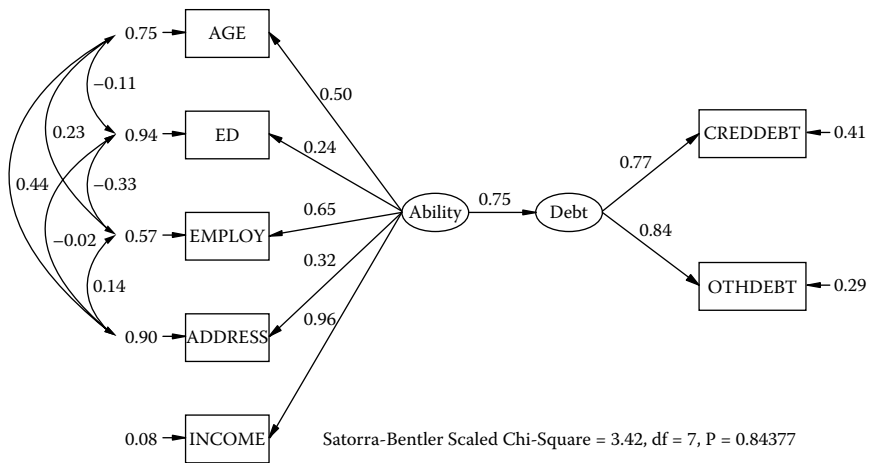 0.75
AGE
−0.11
0.50
0.23
0.94
ED
0.24
CREDDEBT
0.41
0.77
0.44
−0.33
0.65
Ability
0.75
Debt
−0.02
0.57
EMPLOY
0.84
0.14
0.32
OTHDEBT
0.29
0.96
0.90
ADDRESS
0.08
INCOME
Satorra-Bentler Scaled Chi-Square = 3.42, df = 7, P = 0.84377